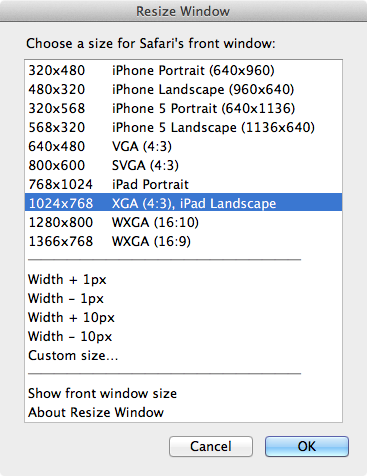 Resize Window
Choose a size for Safari's front window:
320x480 iPhone Portrait (640x960)
480x320 iPhone Landscape (960x640)
320x568 iPhone 5 Portrait (640x1136)
568x320 iPhone 5 Landscape (1136x640)
640x480 VGA (4:3)
800x600 SVGA (4:3)
768x1024 iPad Portrait
1024x768 XGA (4:3), iPad Landscape
1280x800 WXGA (16:10)
1366x768 WXGA (16:9)
Width + 1px
Width - 1px
Width + 10px
Width - 10px
Custom size...
Show front window size
About Resize Window
Cancel OK